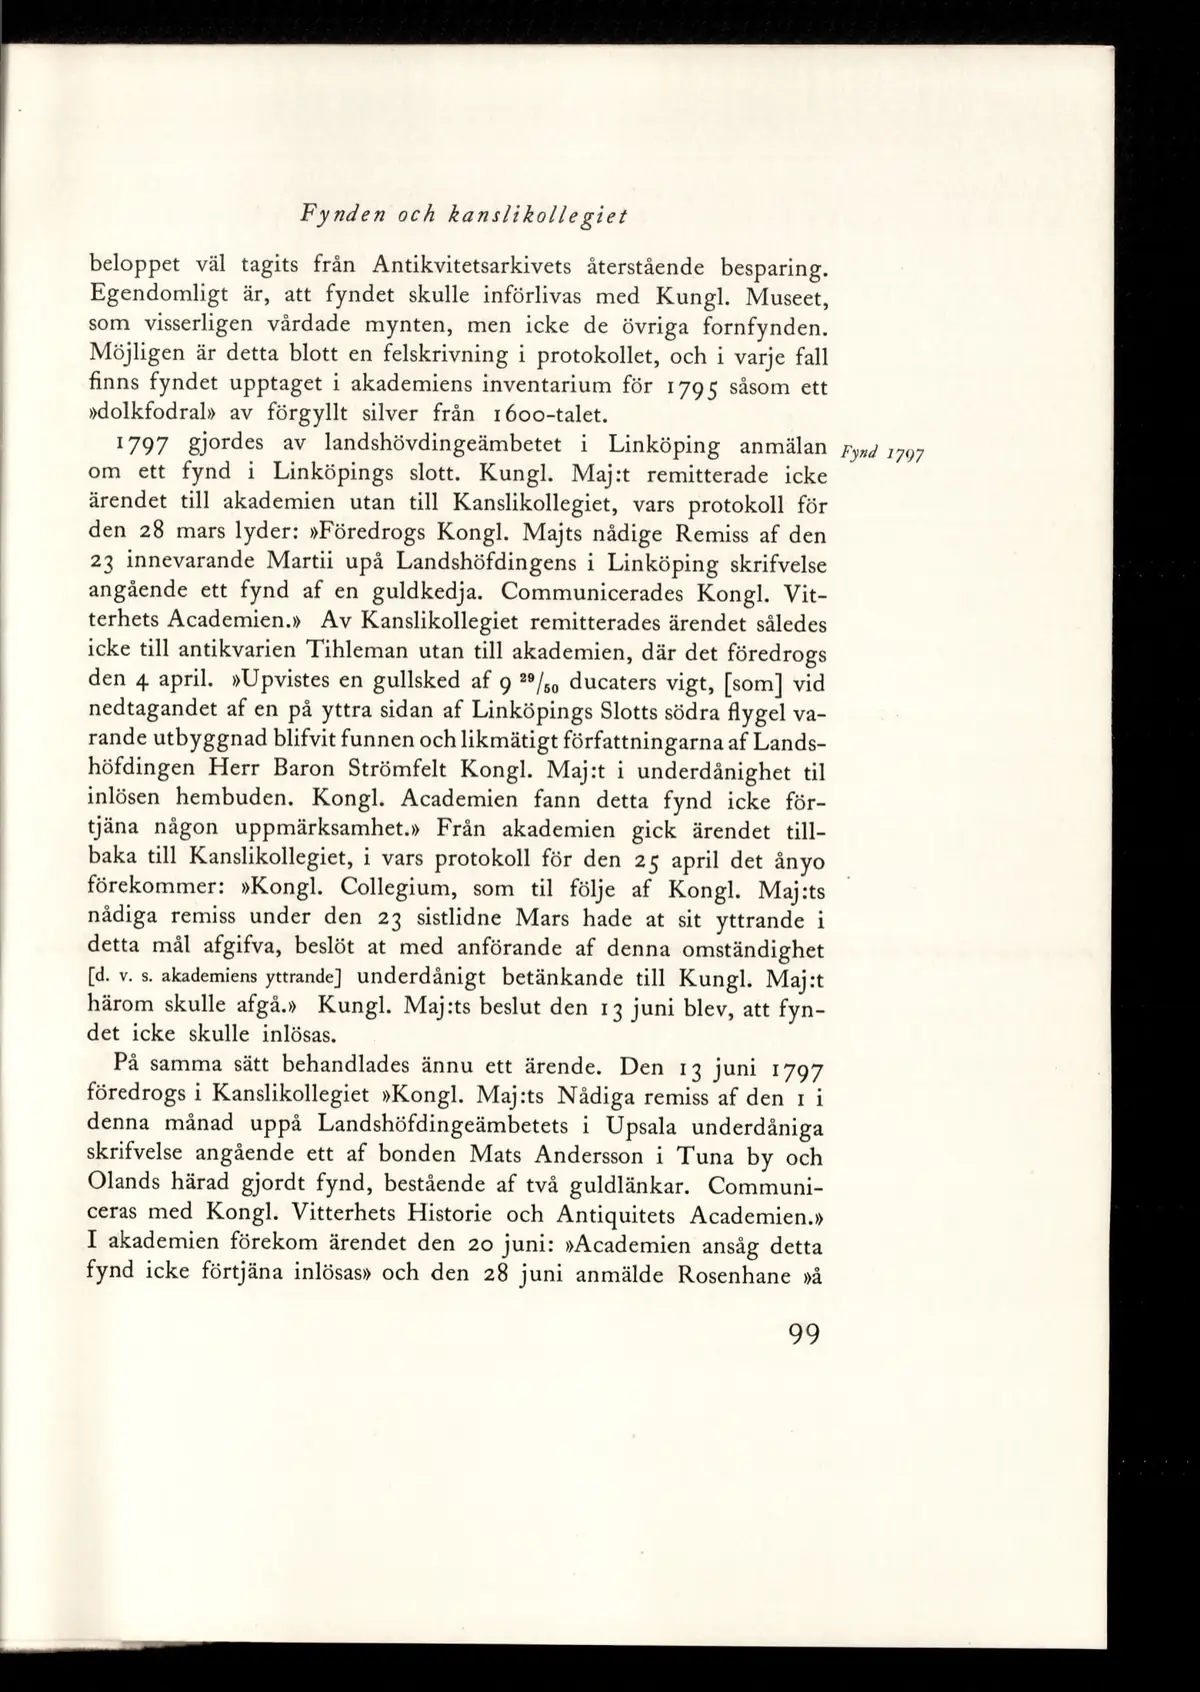 Fynden och kanslikollegiet
beloppet väl tagits från Antikvitetsarkivets återstående besparing.
Egendomligt är, att fyndet skulle införlivas med Kungl. Museet,
som visserligen vårdade mynten, men icke de övriga fornfynden.
Möjligen är detta blott en felskrivning i protokollet, och i varje fall
finns fyndet upptaget i akademiens inventarium för 1795 såsom ett
»dolkfodral» av förgyllt silver från 1600-talet.
1797 gjordes av landshövdingeämbetet i Linköping anmälan
Fynd 1797
om ett fynd i Linköpings slott. Kungl. Maj:t remitterade icke
ärendet till akademien utan till Kanslikollegiet, vars protokoll för
den 28 mars lyder: »Föredrogs Kongl. Majts nådige Remiss af den
23 innevarande Martii upå Landshöfdingens i Linköping skrifvelse
angående ett fynd af en guldkedja. Communicerades Kongl. Vit-
terhets Academien.» Av Kanslikollegiet remitterades ärendet således
icke till antikvarien Tihleman utan till akademien, där det föredrogs
den 4 april. »Upvistes en gullsked af 9 29/50 ducaters vigt, [som] vid
nedtagandet af en på yttra sidan af Linköpings Slotts södra flygel va-
rande utbyggnad blifvit funnen och likmätigt författningarna af Lands-
höfdingen Herr Baron Strömfelt Kongl. Maj:t i underdånighet til
inlösen hembuden. Kongl. Academien fann detta fynd icke för-
tjäna någon uppmärksamhet.» Från akademien gick ärendet till-
baka till Kanslikollegiet, i vars protokoll för den 25 april det ånyo
förekommer: »Kongl. Collegium, som til följe af Kongl. Maj:ts
nådiga remiss under den 23 sistlidne Mars hade at sit yttrande i
detta mål afgifva, beslöt at med anförande af denna omständighet
[d. v. s. akademiens yttrande] underdånigt betänkande till Kungl. Maj:t
härom skulle afgå.» Kungl. Maj:ts beslut den 13 juni blev, att fyn-
det icke skulle inlösas.
På samma sätt behandlades ännu ett ärende. Den 13 juni 1797
föredrogs i Kanslikollegiet »Kongl. Maj:ts Nådiga remiss af den 1 i
denna månad uppå Landshöfdingeämbetets i Upsala underdåniga
skrifvelse angående ett af bonden Mats Andersson i Tuna by och
Olands härad gjordt fynd, bestående af två guldlänkar. Communi-
ceras med Kongl. Vitterhets Historie och Antiquitets Academien.»
I akademien förekom ärendet den 20 juni: »Academien ansåg detta
fynd icke förtjäna inlösas» och den 28 juni anmälde Rosenhane »å
99